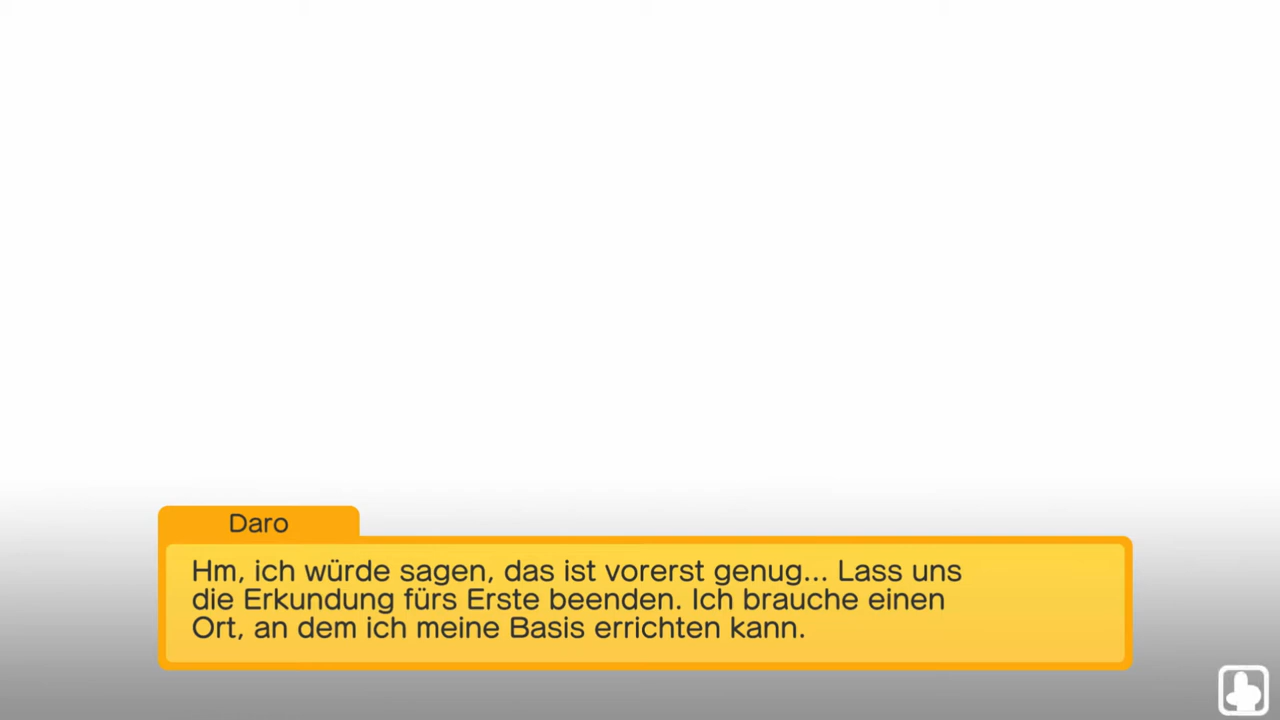 Daro
Hm, ich würde sagen, das ist vorerst genug... Lass uns
die Erkundung fürs Erste beenden. Ich brauche einen
Ort, an dem ich meine Basis errichten kann.